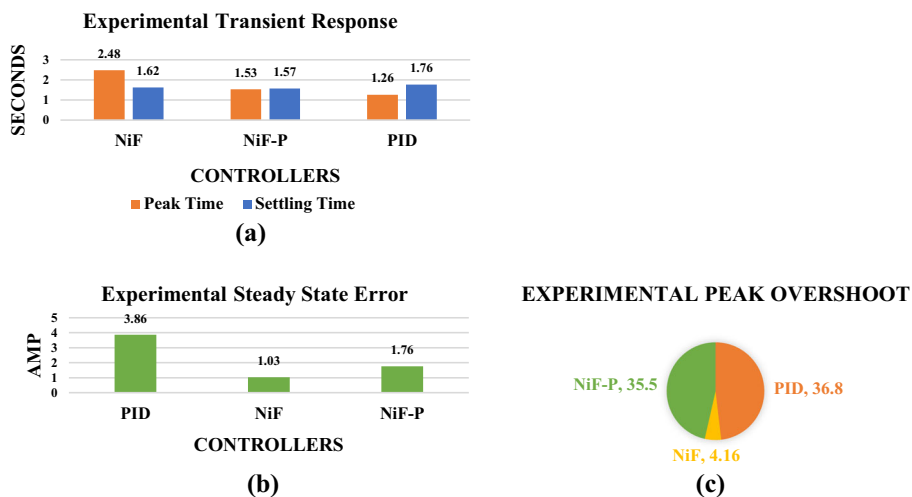 Experimental Transient Response
SECONDS
3
2
1
0
2.48
1.62
1.53
1.57
1.26
1.76
NiF
NiF-P
PID
CONTROLLERS
Peak Time
Settling Time
(a)
Experimental Steady State Error
AMP
5
4
3
2
1
0
3.86
1.03
1.76
PID
NiF
NiF-P
CONTROLLERS
(b)
EXPERIMENTAL PEAK OVERSHOOT
NiF-P, 35.5
PID, 36.8
NiF, 4.16
(c)